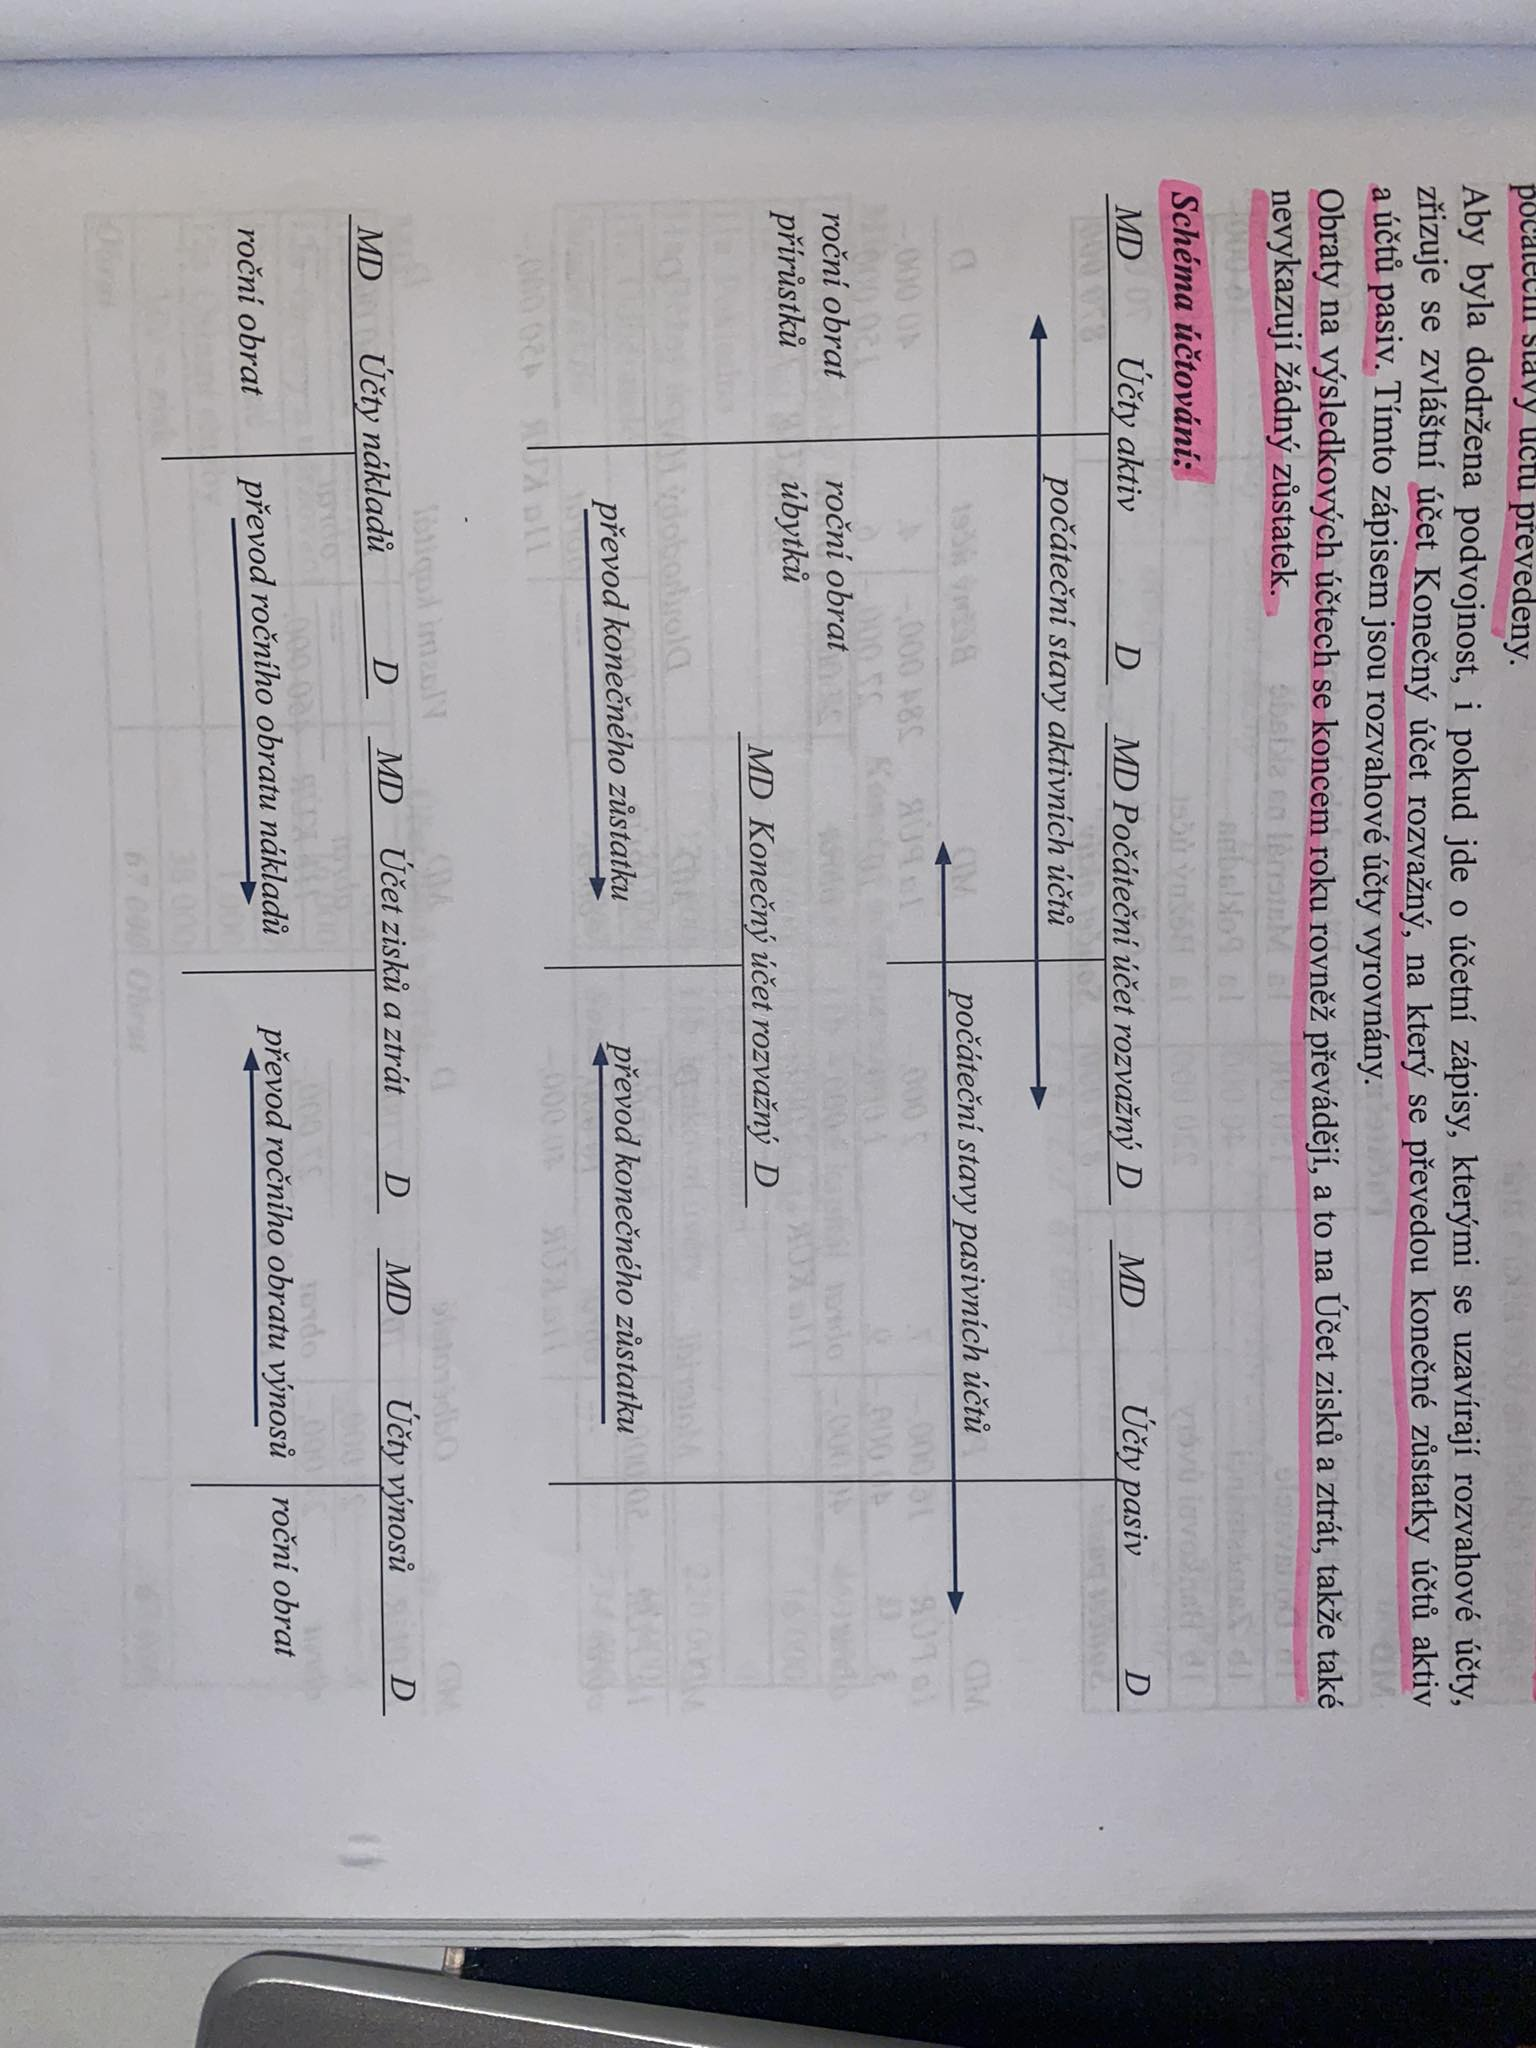 počáteční stavy účtů převedeny.
Aby byla dodržena podvojnost, i pokud jde o účetní zápisy, kterými se uzavírají rozvahové účty,
zřizuje se zvláštní účet Konečný účet rozvažný, na který se převedou konečné zůstatky účtů aktiv
a účtů pasiv. Tímto zápisem jsou rozvahové účty vyrovnány.
Obraty na výsledkových účtech se koncem roku rovněž převádějí, a to na Účet zisků a ztrát, takže také
nevykazují žádný zůstatek.
Schéma účtování:
MD Účty aktiv D MD Počáteční účet rozvažný D MD Účty pasiv D
počáteční stavy aktivních účtů
počáteční stavy pasivních účtů
roční obrat roční obrat
přírůstků úbytků
MD Konečný účet rozvažný D
převod konečného zůstatku převod konečného zůstatku
MD Účty nákladů D MD Účet zisků a ztrát D MD Účty výnosů D
roční obrat převod ročního obratu nákladů převod ročního obratu výnosů roční obrat